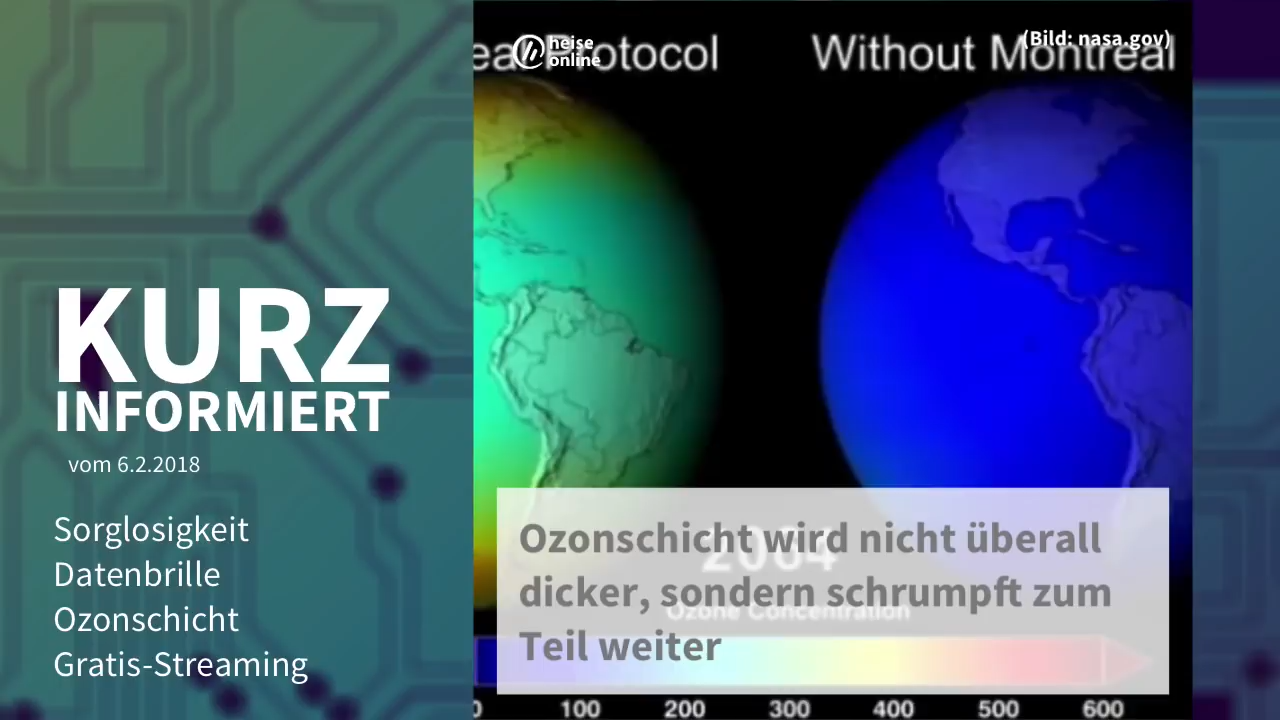 KURZ
INFORMIERT
vom 6.2.2018
Sorglosigkeit
Datenbrille
Ozonschicht
Gratis-Streaming
heise
online
(Bild: nasa.gov)
Protocol
Without Montreal
2064
Ozonschicht wird nicht überall
dicker, sondern schrumpft zum
Teil weiter
Ozone Concentration
100 200 300 400 500 600